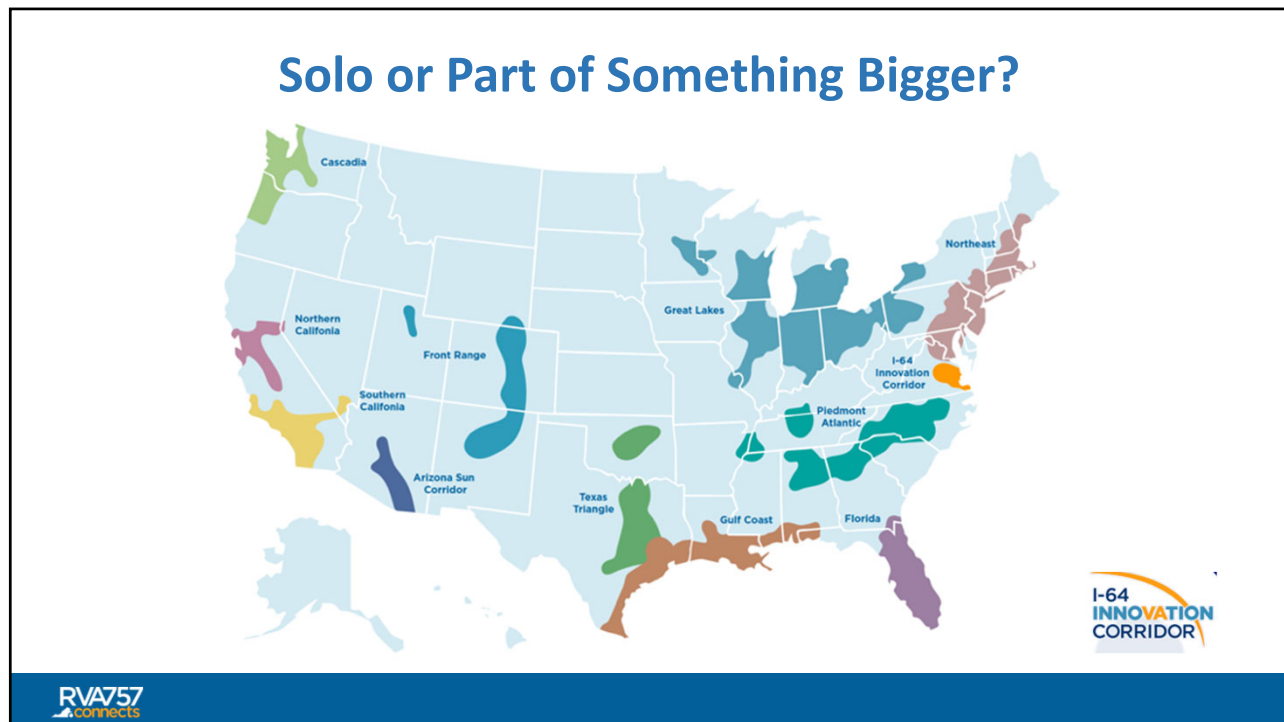 Solo or Part of Something Bigger?
Cascadia
Northeast
Great Lakes
Northern
Califonia
Front Range
I-64
Innovation
Corridor
Southern
Califonia
Piedmont
Atlantic
Arizona Sun
Corridor
Texas
Triangle
Gulf Coast
Florida
I-64
INNOVATION
CORRIDOR
RVA757
connects